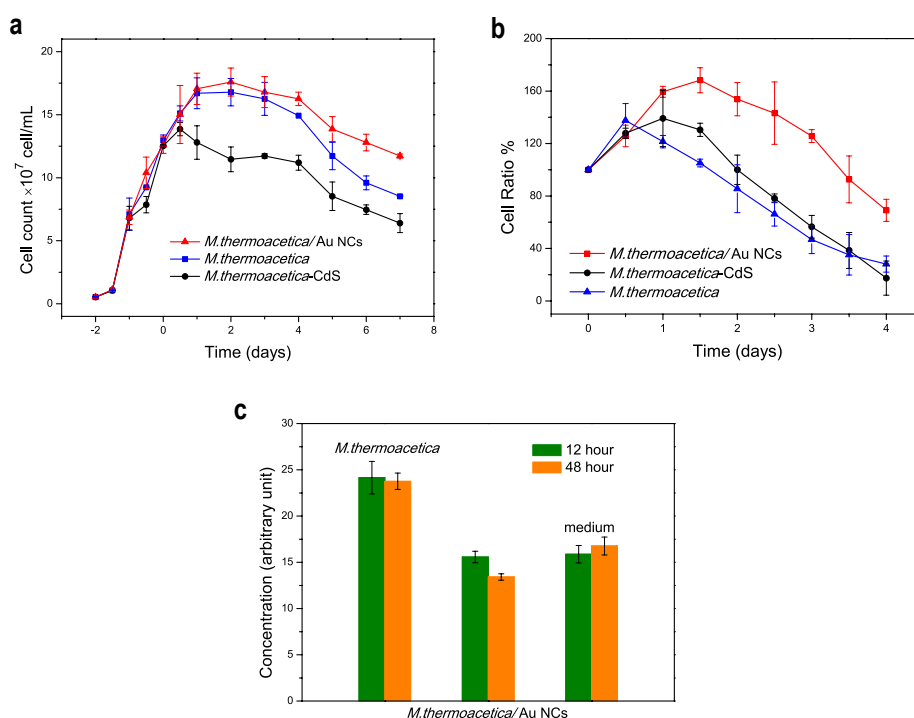 a
20
15
10
5
0
Cell count ×10⁷ cell/mL
M.thermoacetica/Au NCs
M.thermoacetica
M.thermoacetica-CdS
-2 0 2 4 6 8
Time (days)
b
200
160
120
80
40
0
Cell Ratio %
M.thermoacetica/Au NCs
M.thermoacetica-CdS
M.thermoacetica
0 1 2 3 4
Time (days)
c
30
25
20
15
10
5
0
Concentration (arbitrary unit)
M.thermoacetica
12 hour
48 hour
medium
M.thermoacetica/Au NCs